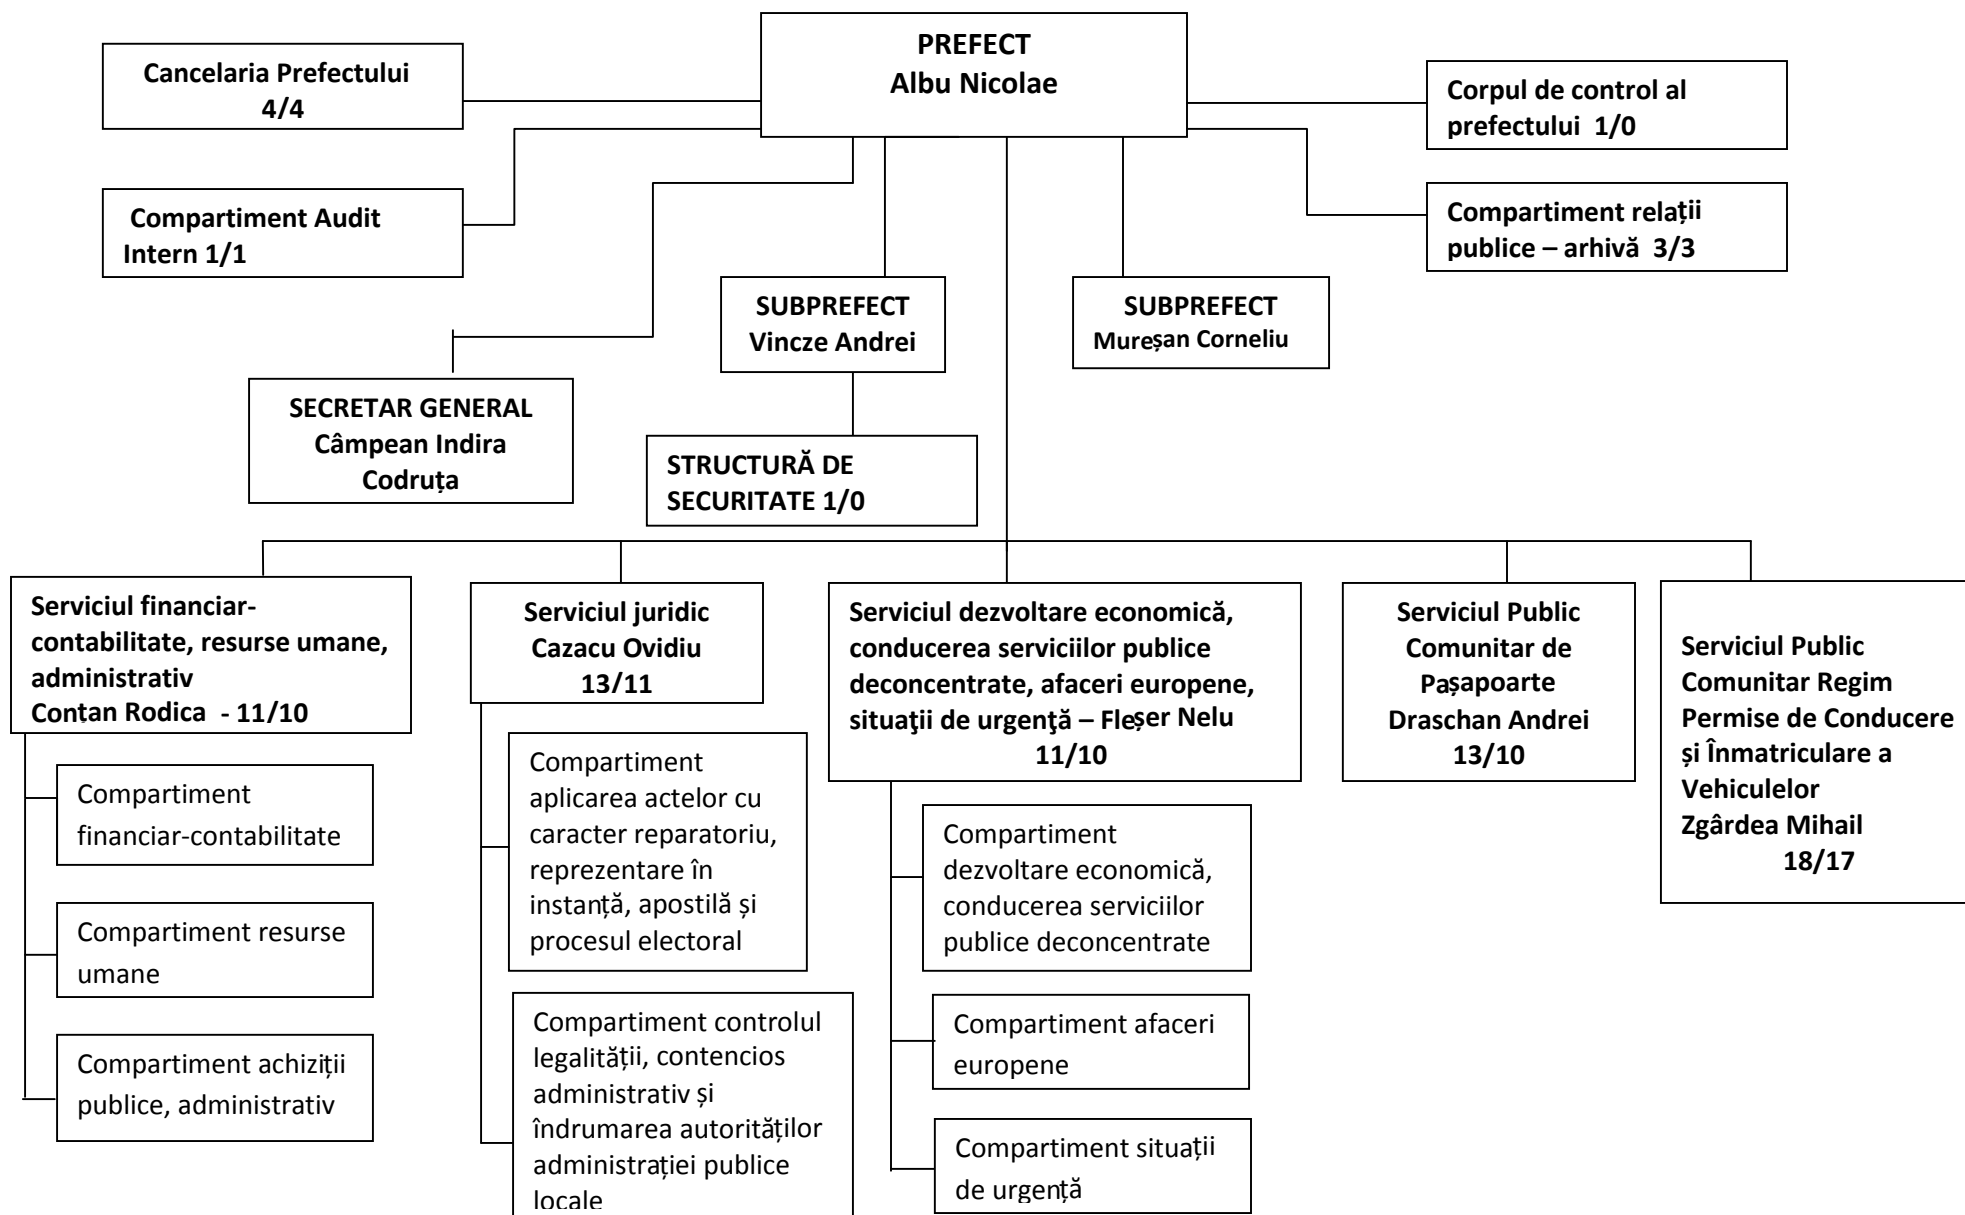 PREFECT
Albu Nicolae
Cancelaria Prefectului
4/4
Corpul de control al
prefectului 1/0
Compartiment Audit
Intern 1/1
Compartiment relații
publice – arhivă 3/3
SUBPREFECT
Vincze Andrei
SUBPREFECT
Mureșan Corneliu
SECRETAR GENERAL
Câmpean Indira
Codruța
STRUCTURĂ DE
SECURITATE 1/0
Serviciul financiar-
contabilitate, resurse umane,
administrativ
Conțan Rodica - 11/10
Compartiment
financiar-contabilitate
Compartiment resurse
umane
Compartiment achiziții
publice, administrativ
Serviciul juridic
Cazacu Ovidiu
13/11
Compartiment
aplicarea actelor cu
caracter reparatoriu,
reprezentare în
instanță, apostilă și
procesul electoral
Compartiment controlul
legalității, contencios
administrativ și
îndrumarea autorităților
administrației publice
locale
Serviciul dezvoltare economică,
conducerea serviciilor publice
deconcentrate, afaceri europene,
situaţii de urgenţă – Fleșer Nelu
11/10
Compartiment
dezvoltare economică,
conducerea serviciilor
publice deconcentrate
Compartiment afaceri
europene
Compartiment situații
de urgență
Serviciul Public
Comunitar de
Pașapoarte
Draschan Andrei
13/10
Serviciul Public
Comunitar Regim
Permise de Conducere
și Înmatriculare a
Vehiculelor
Zgârdea Mihail
18/17